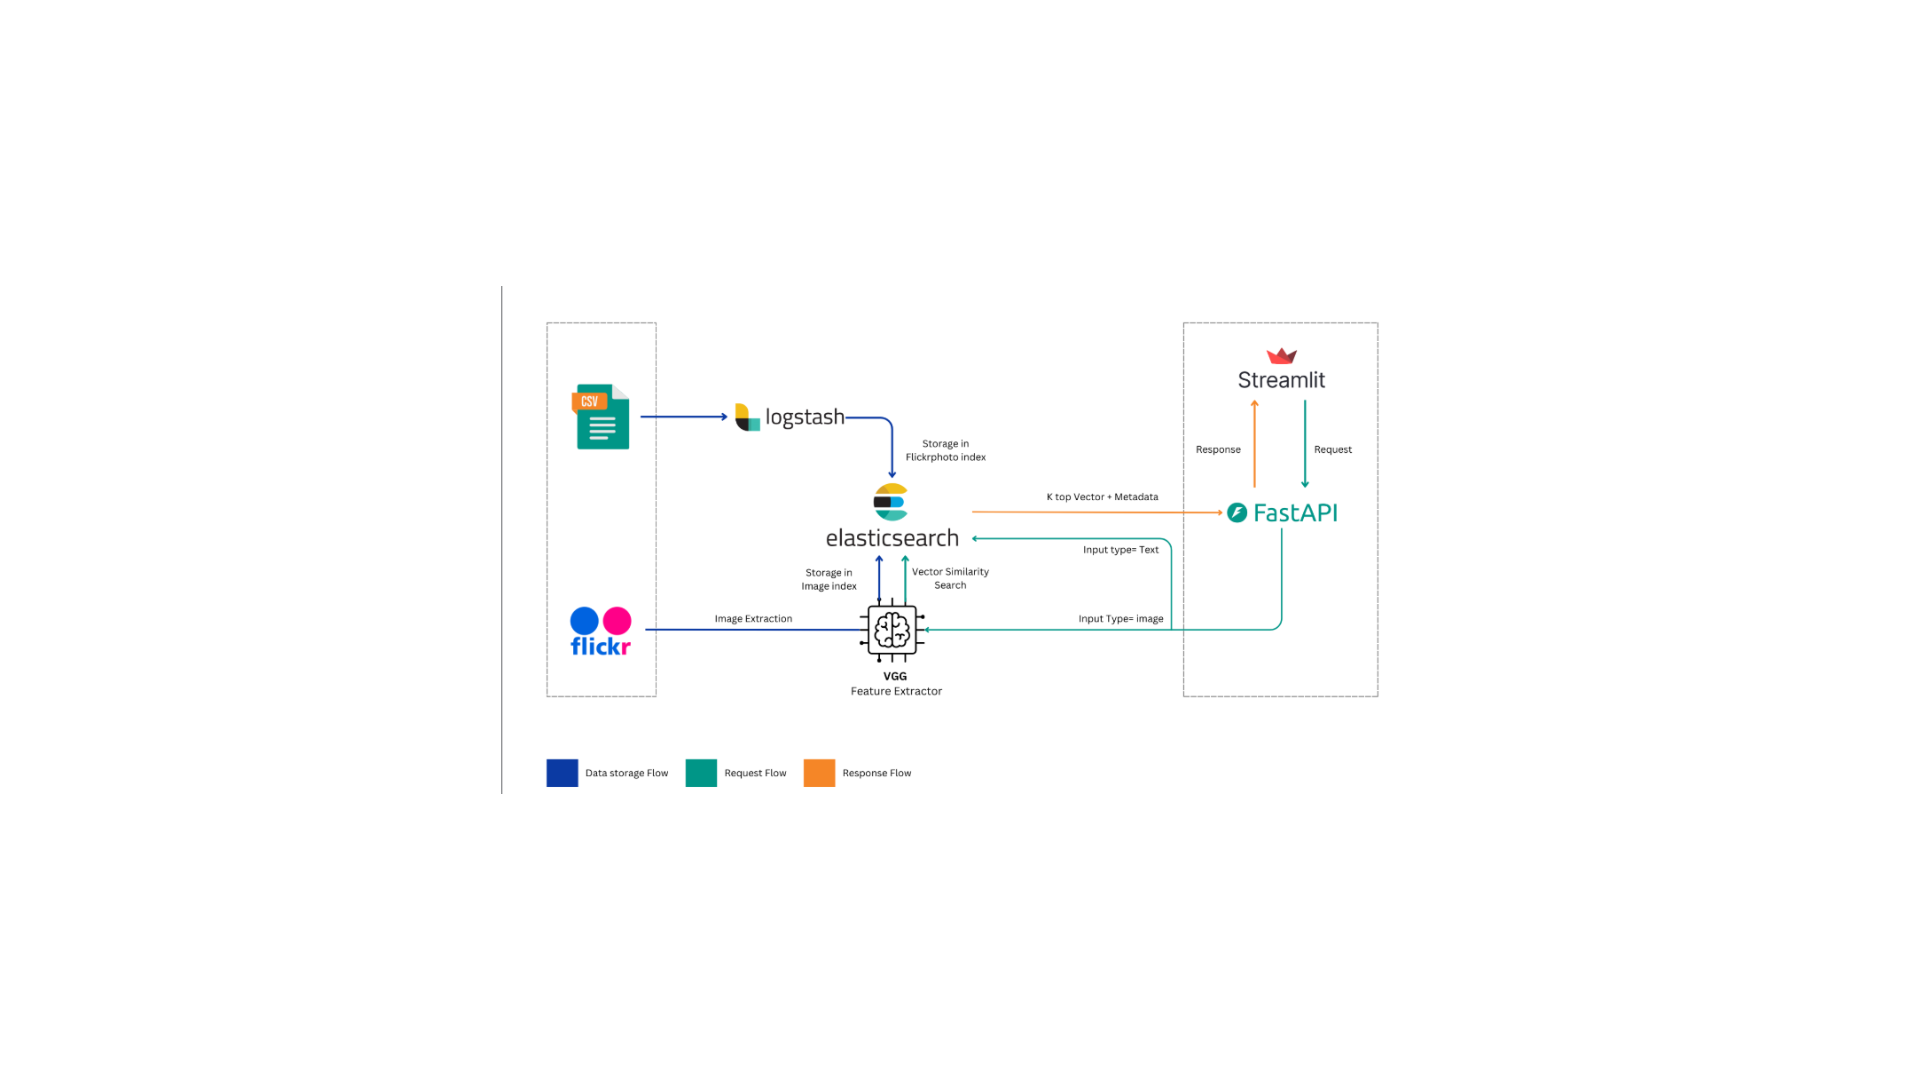 CSV
logstash
Storage in
Flickrphoto index
elasticsearch
Storage in
Image index
Vector Similarity
Search
flickr
Image Extraction
VGG
Feature Extractor
K top Vector + Metadata
Input type= Text
Input Type= image
Streamlit
Response
Request
FastAPI
Data storage Flow
Request Flow
Response Flow